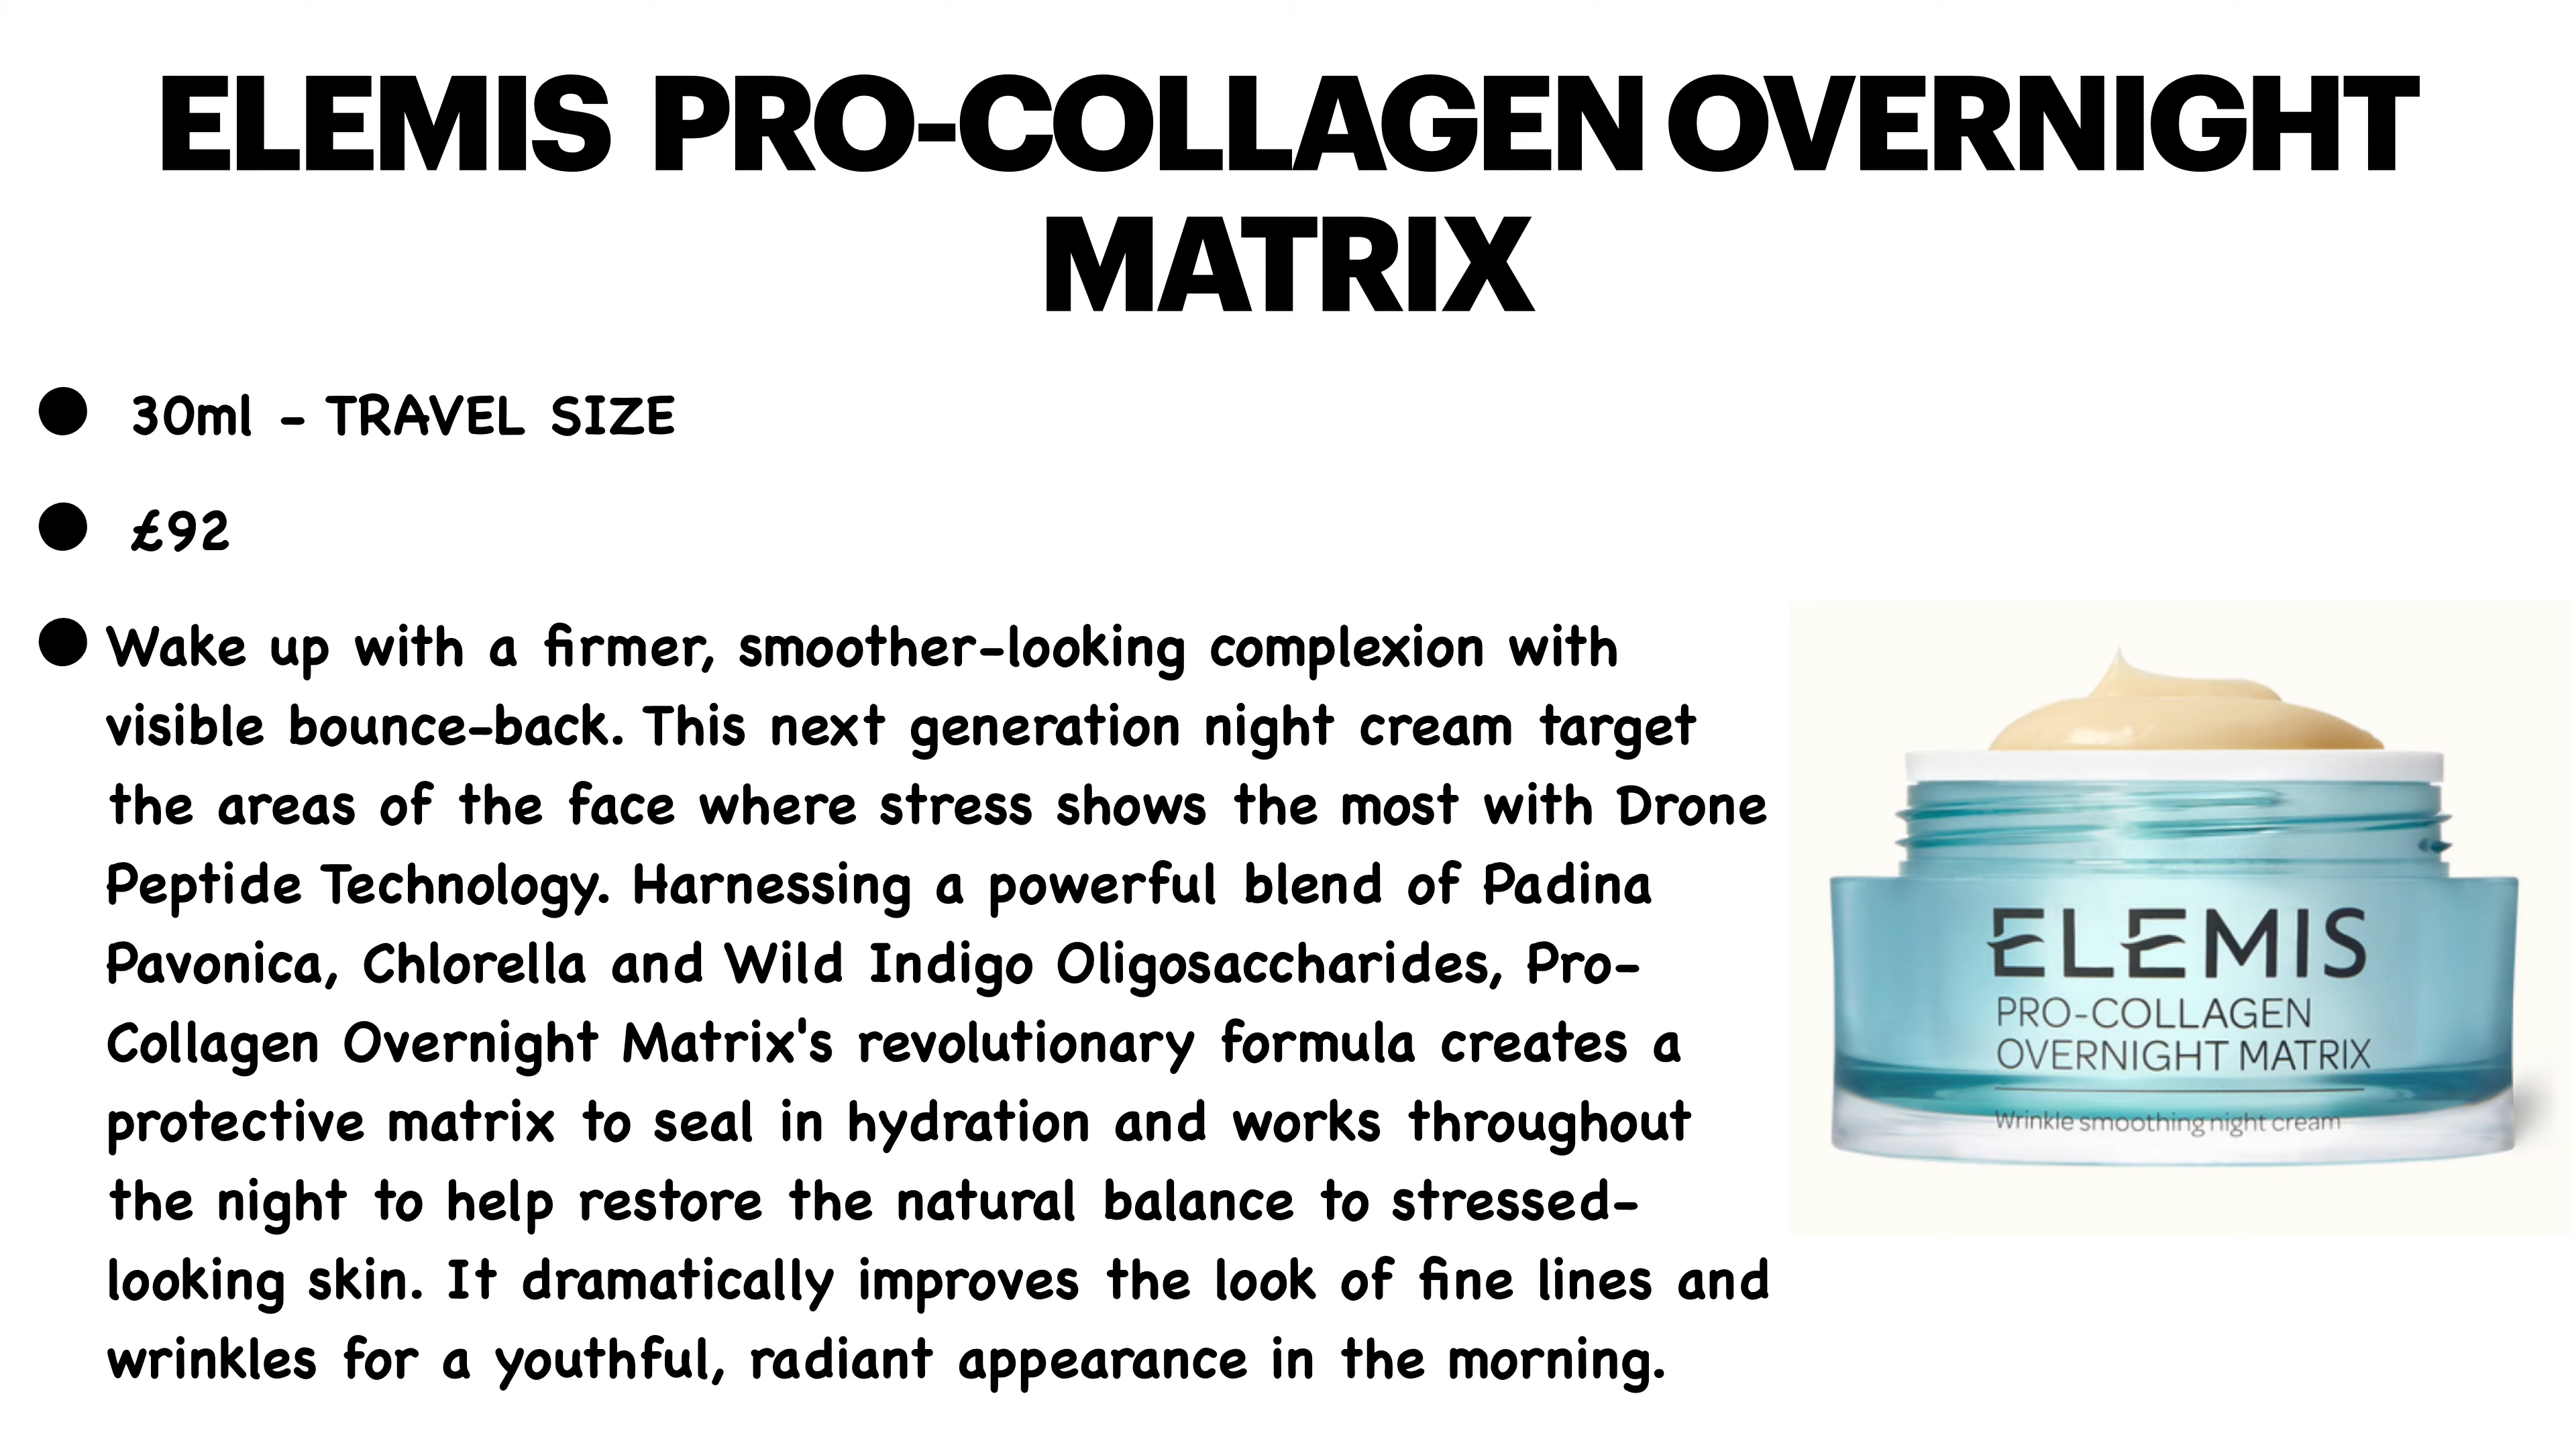 ELEMIS PRO-COLLAGEN OVERNIGHT
MATRIX
30ml - TRAVEL SIZE
£92
Wake up with a firmer, smoother-looking complexion with
visible bounce-back. This next generation night cream target
the areas of the face where stress shows the most with Drone
Peptide Technology. Harnessing a powerful blend of Padina
Pavonica, Chlorella and Wild Indigo Oligosaccharides, Pro-
Collagen Overnight Matrix's revolutionary formula creates a
protective matrix to seal in hydration and works throughout
the night to help restore the natural balance to stressed-
looking skin. It dramatically improves the look of fine lines and
wrinkles for a youthful, radiant appearance in the morning.
ELEMIS
PRO-COLLAGEN
OVERNIGHT MATRIX
Wrinkle smoothing night cream